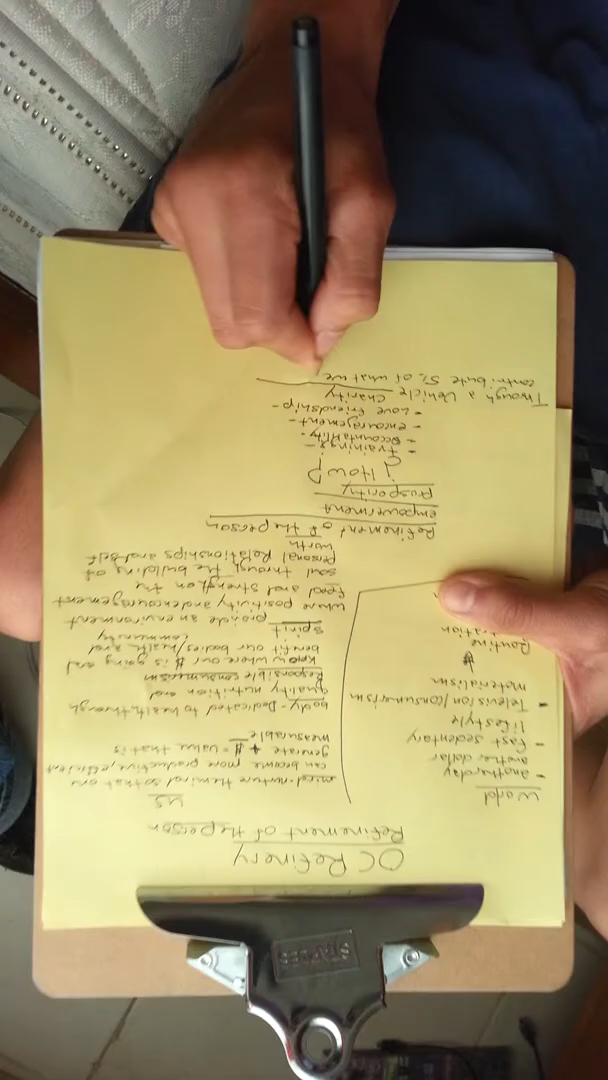 STAPLES
OC Refinery
Refinement of the person
World
- another day
another dollar
- fast sedentary
lifestyle
- Television/consumerism
materialism
$
Routine
US
mind-nurture the mind so that one
can become more productive, efficient
generate + $ = value that is
measurable
body - Dedicated to health through
quality nutrition and
Responsible consumerism
know where our $ is going and
benefit our bodies/health and
community
spirit
provide an environment
where positivity and encouragement
feed and strengthen the
soul through the building of
Personal Relationships and self
worth
Refinement of the person
empowerment
Prosperity
¿How?
- training -
- accountability -
- encouragement -
- Love friendship -
Through a Vehicle Charity
contribute 5% of what we